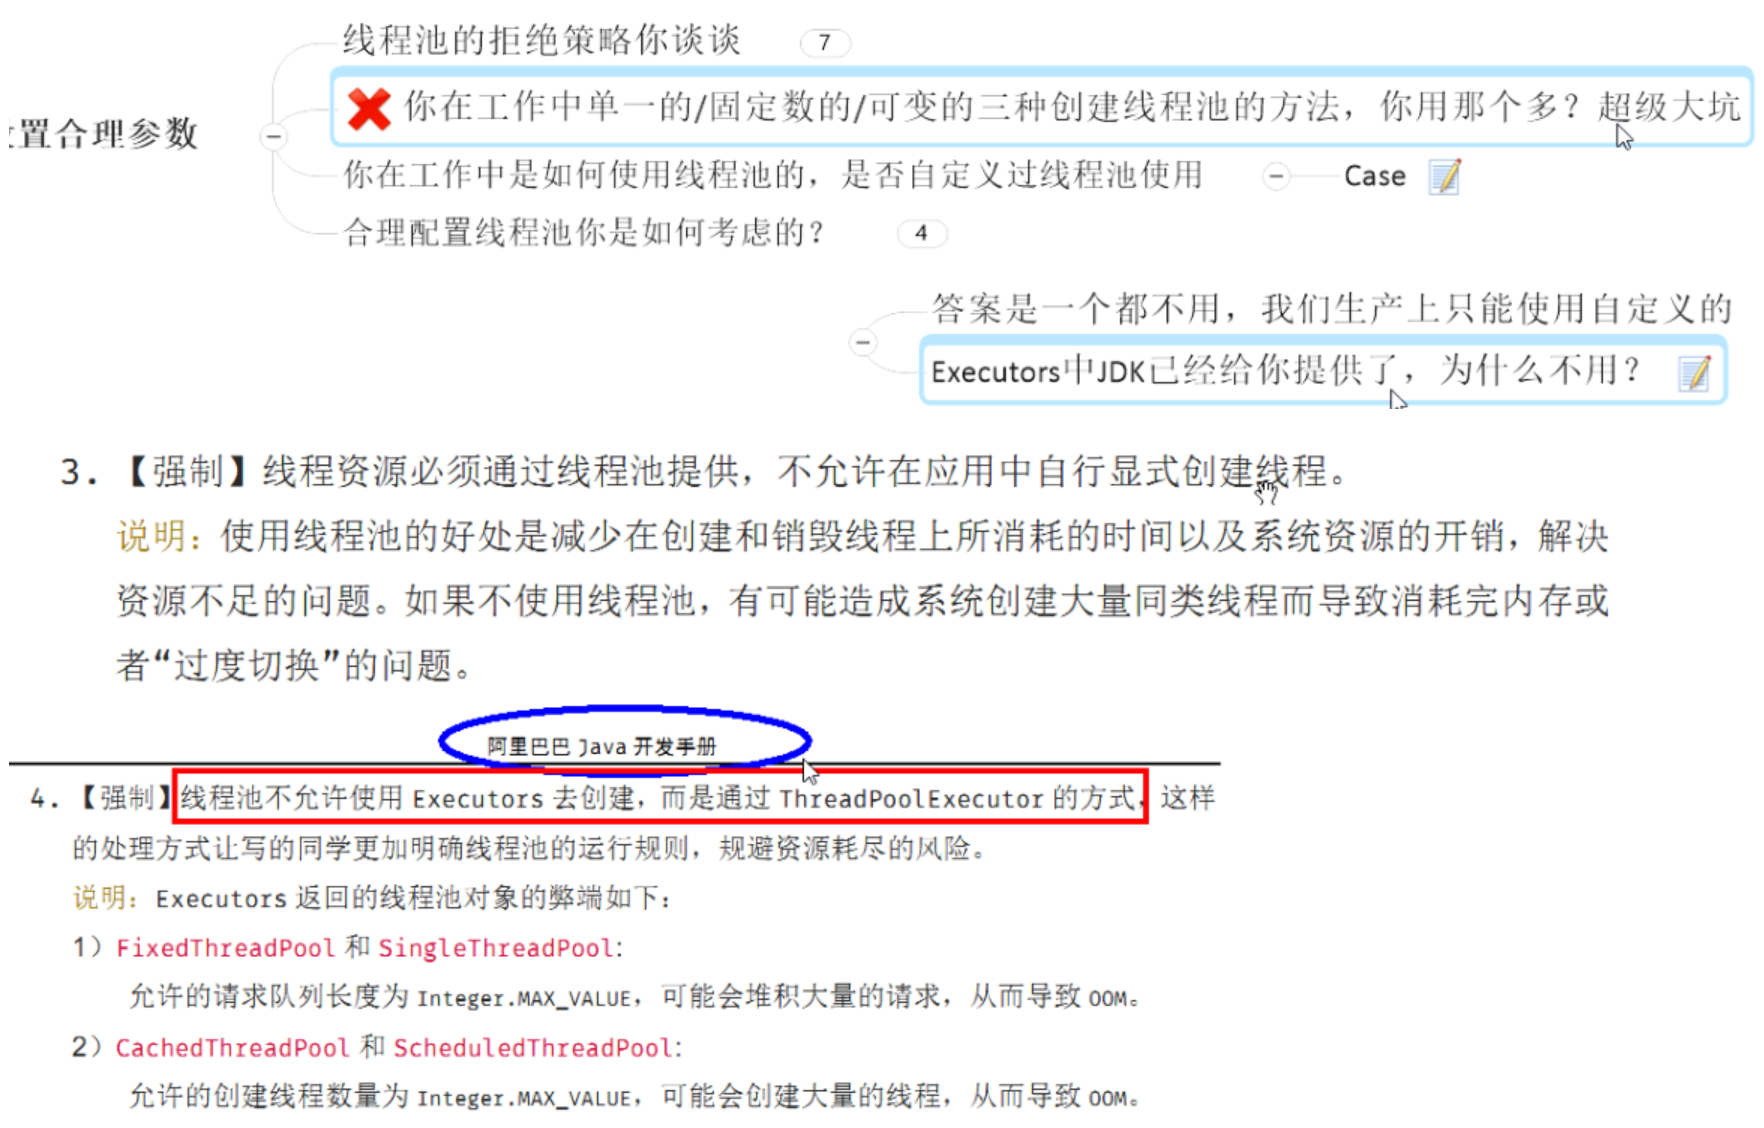 线程池的拒绝策略你谈谈 7
你在工作中单一的/固定数的/可变的三种创建线程池的方法，你用那个多？超级大坑
置合理参数
你在工作中是如何使用线程池的，是否自定义过线程池使用 Case
合理配置线程池你是如何考虑的？ 4
答案是一个都不用，我们生产上只能使用自定义的
Executors中JDK已经给你提供了，为什么不用？
3. 【强制】线程资源必须通过线程池提供，不允许在应用中自行显式创建线程。
说明：使用线程池的好处是减少在创建和销毁线程上所消耗的时间以及系统资源的开销，解决
资源不足的问题。如果不使用线程池，有可能造成系统创建大量同类线程而导致消耗完内存或
者“过度切换”的问题。
阿里巴巴 Java 开发手册
4. 【强制】线程池不允许使用 Executors 去创建，而是通过 ThreadPoolExecutor 的方式，这样
的处理方式让写的同学更加明确线程池的运行规则，规避资源耗尽的风险。
说明：Executors 返回的线程池对象的弊端如下：
1）FixedThreadPool 和 SingleThreadPool:
允许的请求队列长度为 Integer.MAX_VALUE，可能会堆积大量的请求，从而导致 OOM。
2）CachedThreadPool 和 ScheduledThreadPool:
允许的创建线程数量为 Integer.MAX_VALUE，可能会创建大量的线程，从而导致 OOM。